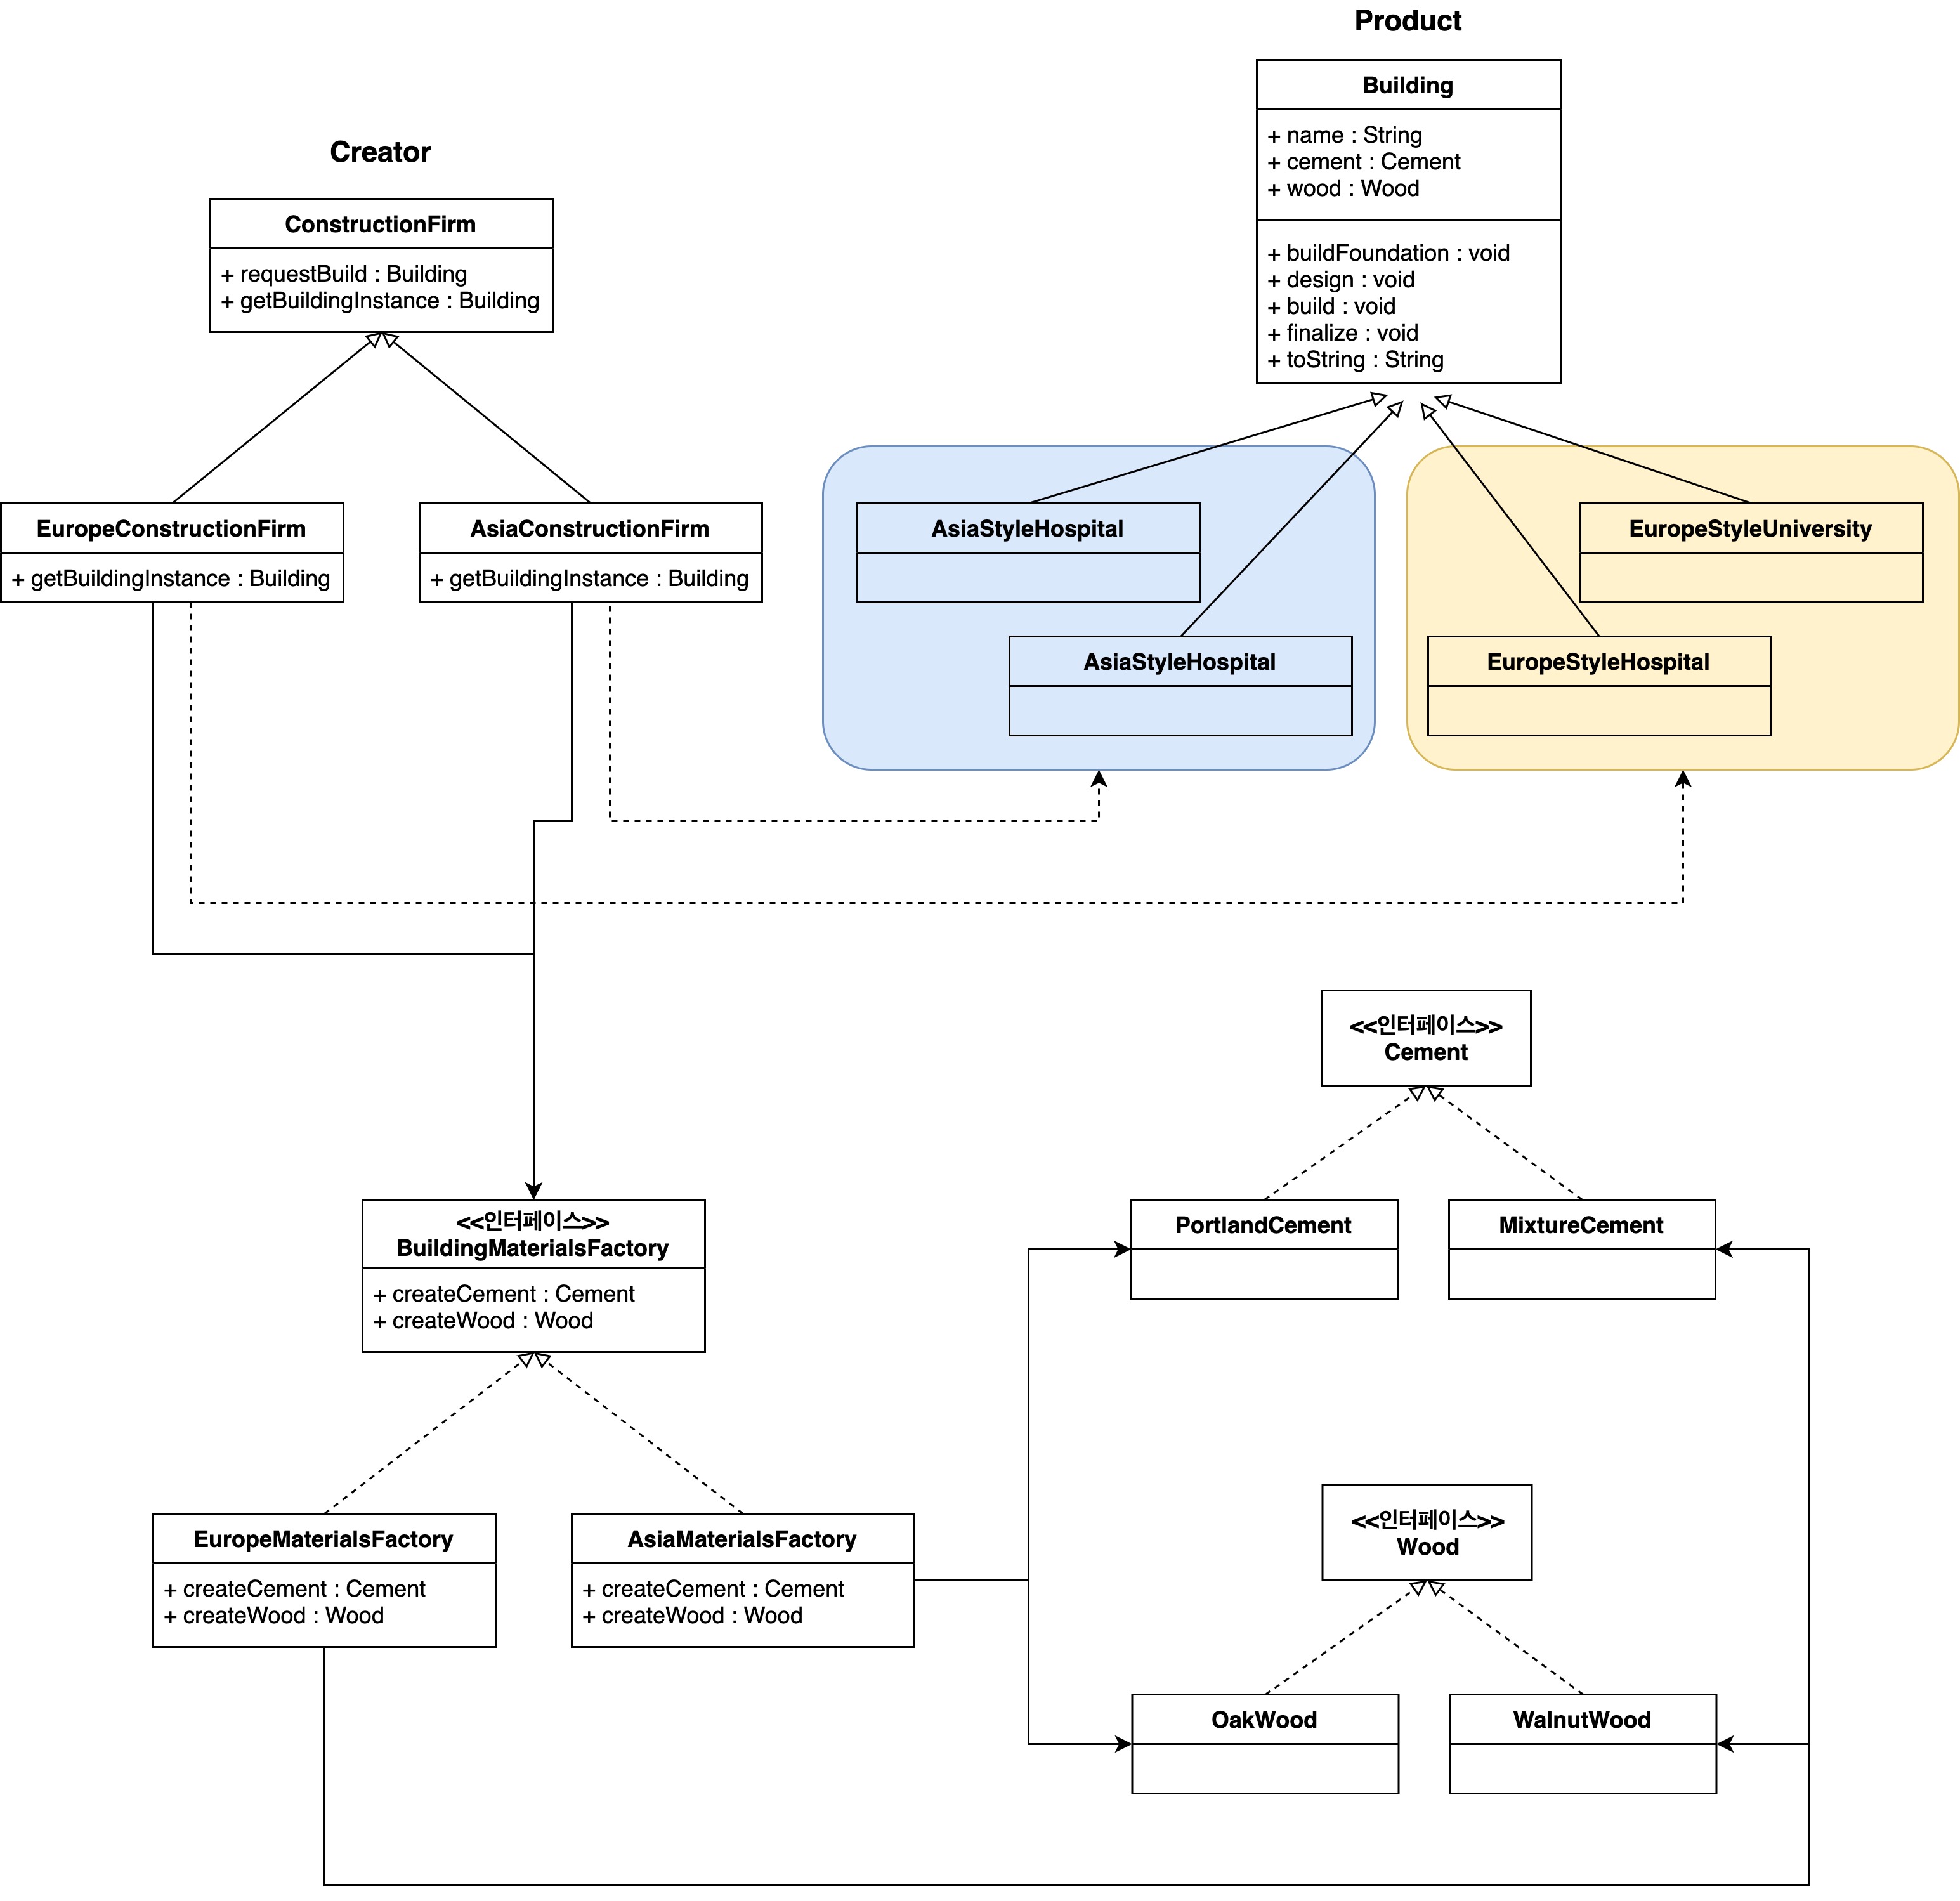 Product
Building
+ name : String
+ cement : Cement
+ wood : Wood
+ buildFoundation : void
+ design : void
+ build : void
+ finalize : void
+ toString : String
Creator
ConstructionFirm
+ requestBuild : Building
+ getBuildingInstance : Building
EuropeConstructionFirm
+ getBuildingInstance : Building
AsiaConstructionFirm
+ getBuildingInstance : Building
AsiaStyleHospital
AsiaStyleHospital
EuropeStyleUniversity
EuropeStyleHospital
<<인터페이스>>
Cement
PortlandCement
MixtureCement
<<인터페이스>>
BuildingMaterialsFactory
+ createCement : Cement
+ createWood : Wood
EuropeMaterialsFactory
+ createCement : Cement
+ createWood : Wood
AsiaMaterialsFactory
+ createCement : Cement
+ createWood : Wood
<<인터페이스>>
Wood
OakWood
WalnutWood